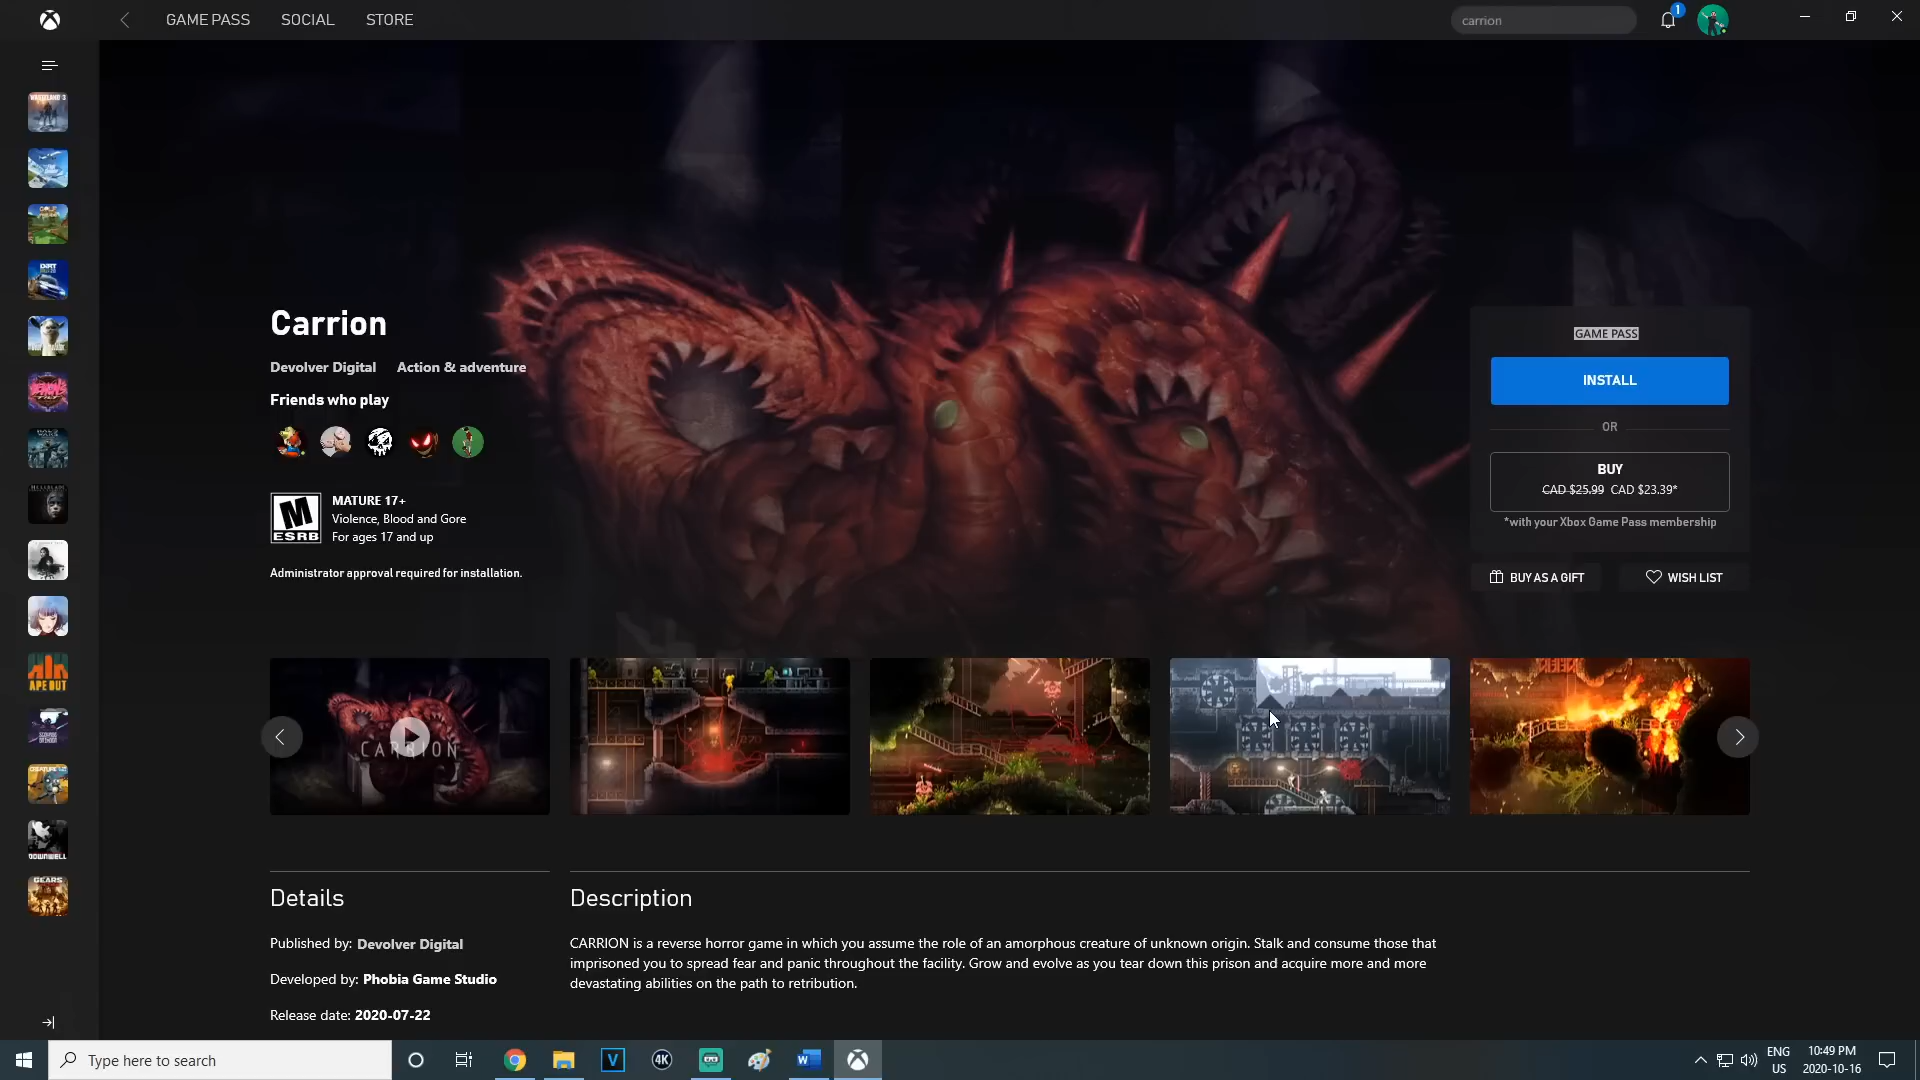 GAME PASS
SOCIAL
STORE
carrion
1
WASTELAND 3
DIRT
APE OUT
DOWNWELL
GEARS
Carrion
Devolver Digital Action & adventure
Friends who play
M
ESRB
MATURE 17+
Violence, Blood and Gore
For ages 17 and up
Administrator approval required for installation.
GAME PASS
INSTALL
OR
BUY
CAD $25.99 CAD $23.39*
*with your Xbox Game Pass membership
BUY AS A GIFT
WISH LIST
CARRION
Details
Published by: Devolver Digital
Developed by: Phobia Game Studio
Release date: 2020-07-22
Description
CARRION is a reverse horror game in which you assume the role of an amorphous creature of unknown origin. Stalk and consume those that
imprisoned you to spread fear and panic throughout the facility. Grow and evolve as you tear down this prison and acquire more and more
devastating abilities on the path to retribution.
Type here to search
V
4K
W
ENG
US
10:49 PM
2020-10-16